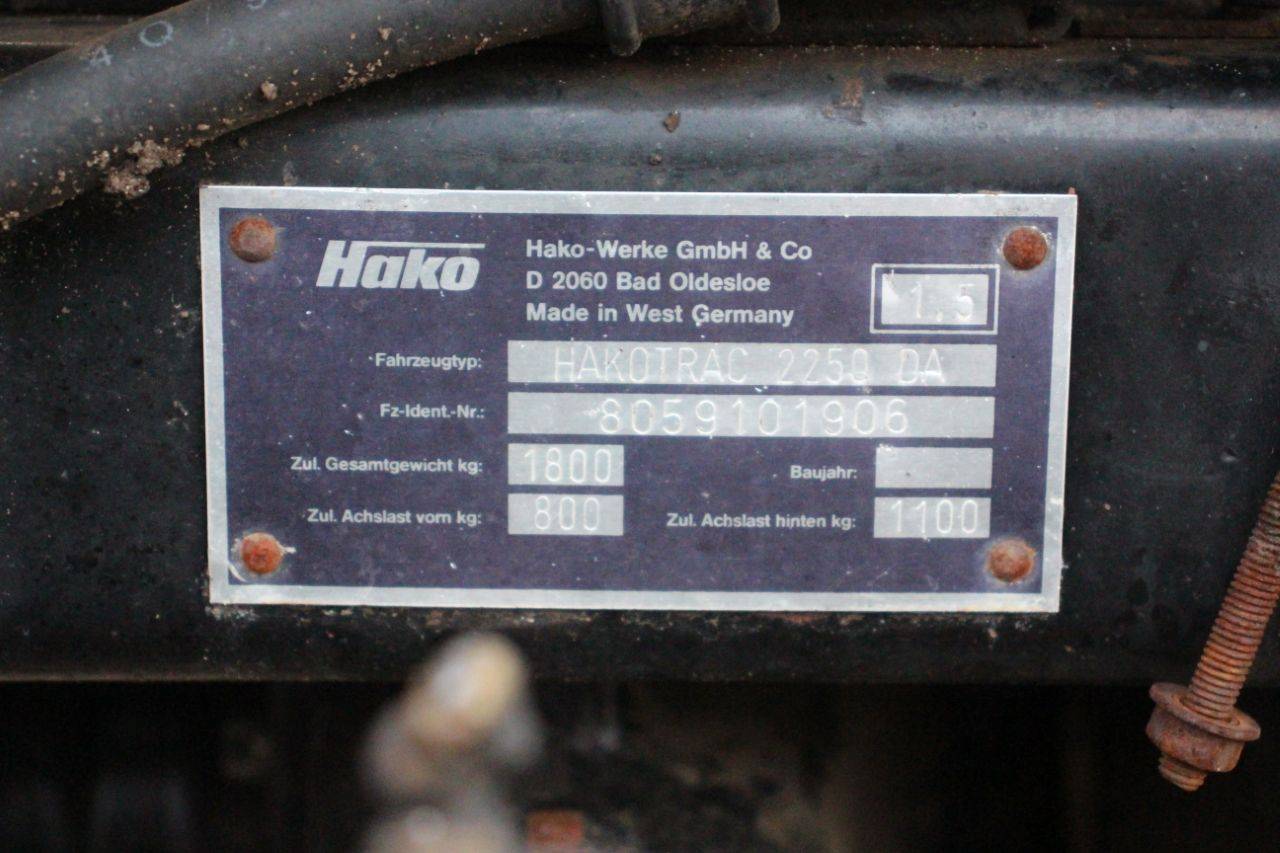 Hako
Hako-Werke GmbH & Co
D 2060 Bad Oldesloe
Made in West Germany
1,5
Fahrzeugtyp: HAKOTRAC 2250 DA
Fz-Ident.-Nr.: 8059101906
Zul. Gesamtgewicht kg: 1800 Baujahr:
Zul. Achslast vorn kg: 800 Zul. Achslast hinten kg: 1100